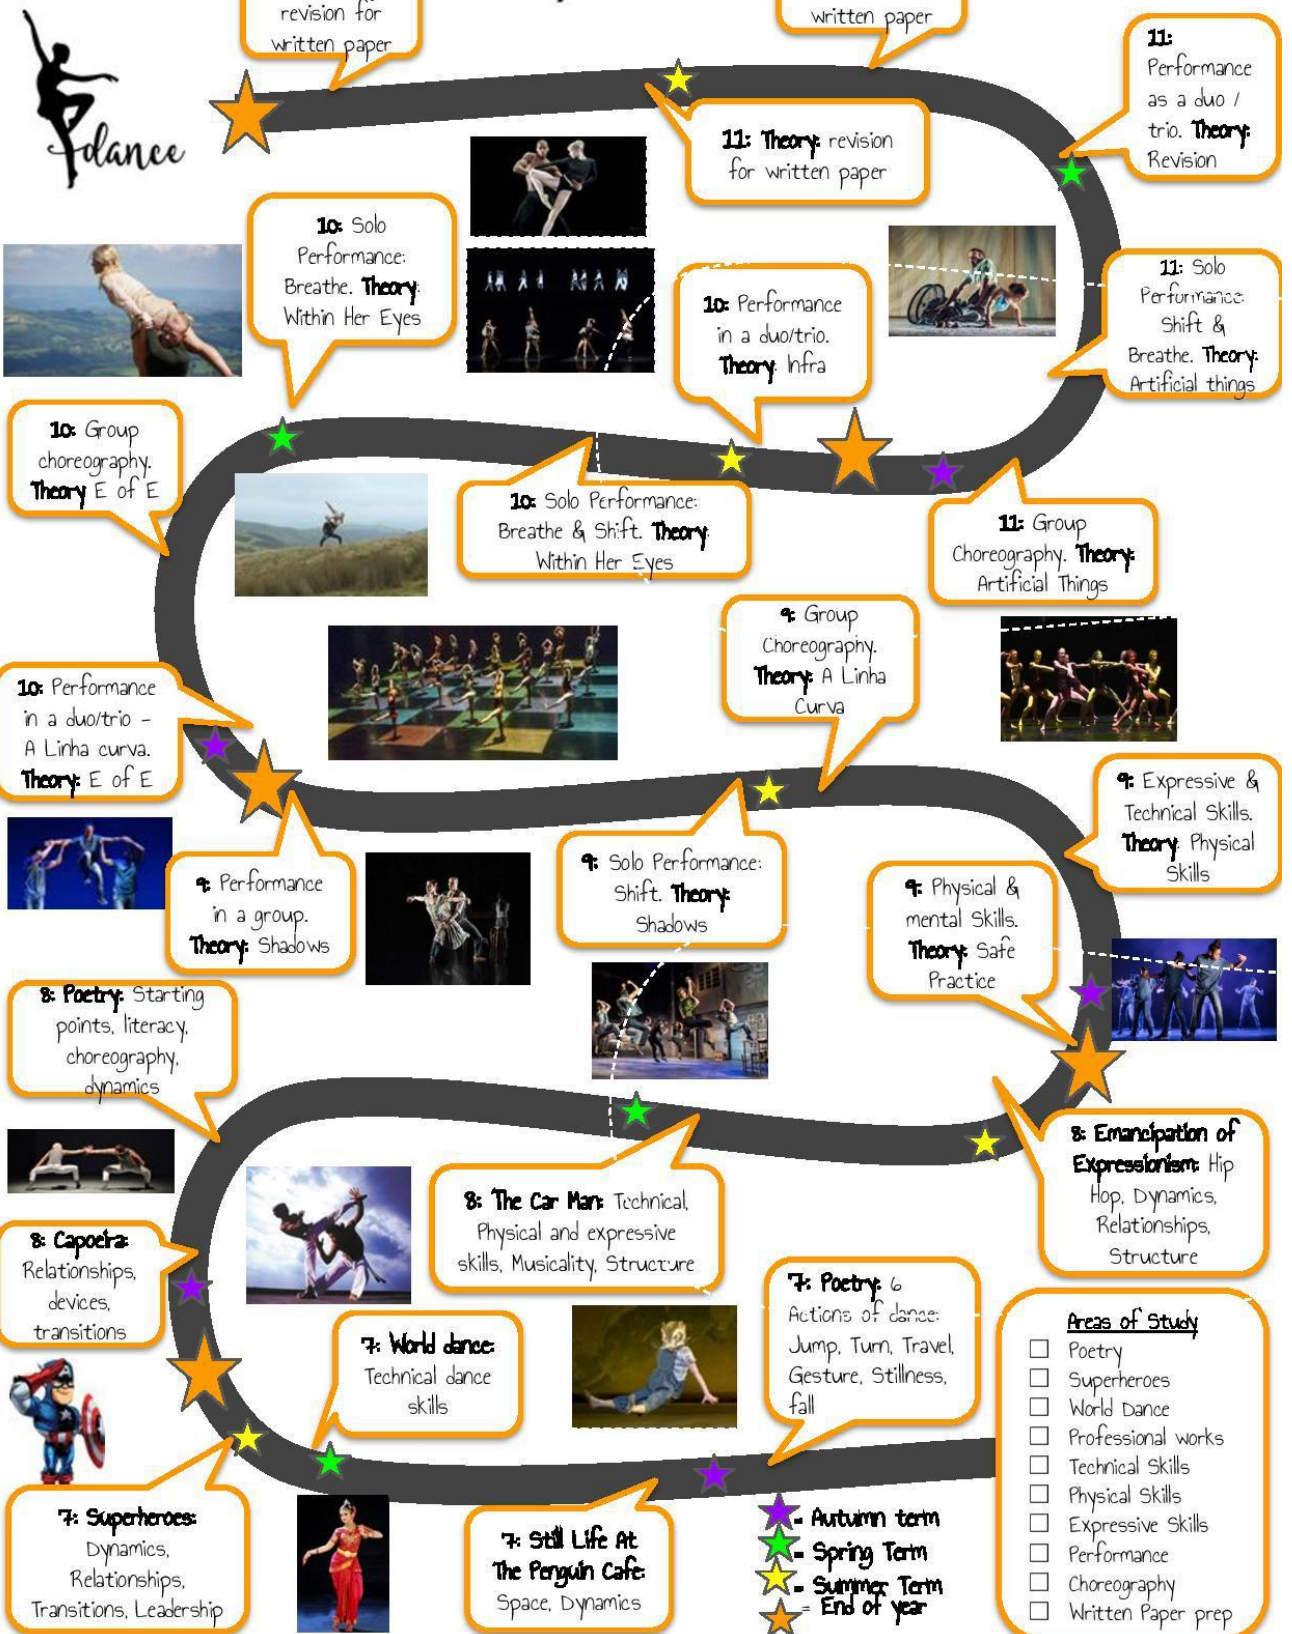 revision for
written paper
written paper
11:
Performance
as a duo /
trio. Theory:
Revision
dance
11: Theory: revision
for written paper
10: Solo
Performance:
Breathe. Theory:
Within Her Eyes
10: Performance
in a duo/trio.
Theory: Infra
11: Solo
Performance:
Shift &
Breathe. Theory:
Artificial things
10: Group
choreography.
Theory E of E
10: Solo Performance:
Breathe & Shift. Theory:
Within Her Eyes
11: Group
Choreography. Theory:
Artificial Things
9: Group
Choreography.
Theory: A Linha
Curva
10: Performance
in a duo/trio -
A Linha curva.
Theory: E of E
9: Expressive &
Technical Skills.
Theory: Physical
Skills
9: Performance
in a group.
Theory: Shadows
9: Solo Performance:
Shift. Theory:
Shadows
9: Physical &
mental Skills.
Theory: Safe
Practice
8: Poetry: Starting
points, literacy,
choreography,
dynamics
8: Emancipation of
Expressionism: Hip
Hop, Dynamics,
Relationships,
Structure
8: The Car Man: Technical,
Physical and expressive
skills, Musicality, Structure
8: Capoeira:
Relationships,
devices,
transitions
7: Poetry: 6
Actions of dance:
Jump, Turn, Travel,
Gesture, Stillness,
fall
7: World dance:
Technical dance
skills
7: Superheroes:
Dynamics,
Relationships,
Transitions, Leadership
7: Still Life At
The Penguin Cafe:
Space, Dynamics
= Autumn term
= Spring Term
= Summer Term
= End of year
Areas of Study
Poetry
Superheroes
World Dance
Professional works
Technical Skills
Physical Skills
Expressive Skills
Performance
Choreography
Written Paper prep